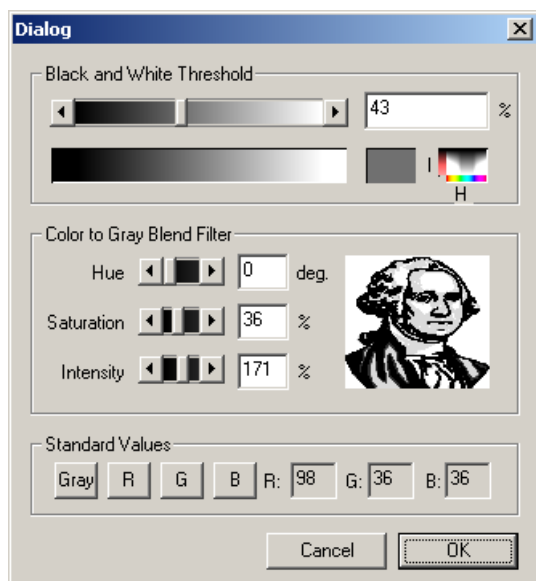 Dialog
Black and White Threshold
43 %
I
H
Color to Gray Blend Filter
Hue 0 deg.
Saturation 36 %
Intensity 171 %
Standard Values
Gray R G B R: 98 G: 36 B: 36
Cancel OK